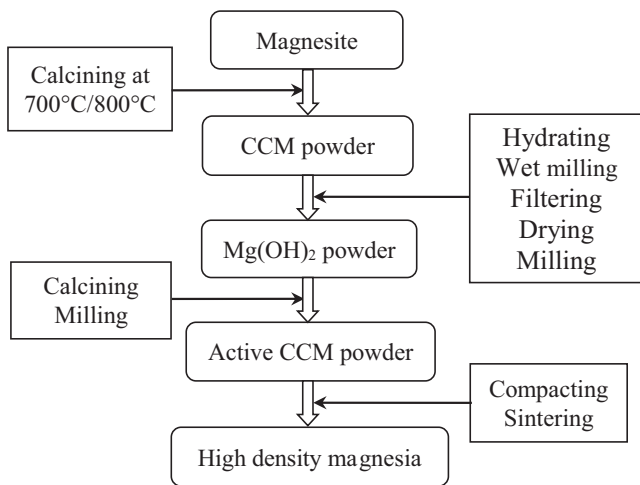 Magnesite
Calcining at
700°C/800°C
CCM powder
Hydrating
Wet milling
Filtering
Drying
Milling
Mg(OH)₂ powder
Calcining
Milling
Active CCM powder
Compacting
Sintering
High density magnesia